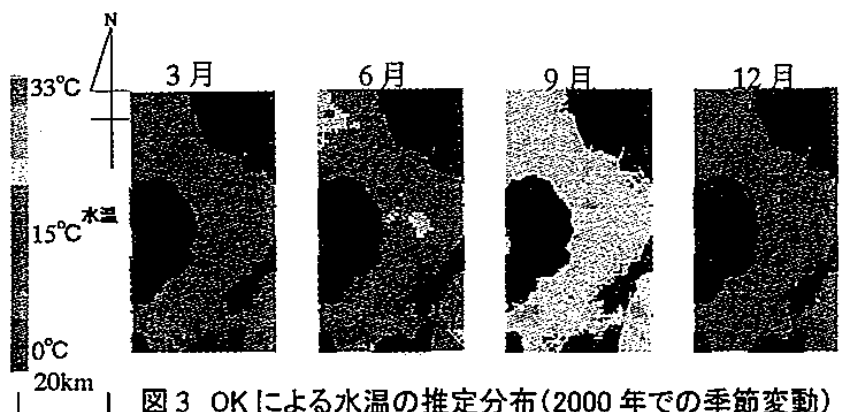 N
3月
6月
9月
12月
33℃
水温
15℃
0℃
20km
図3 OKによる水温の推定分布(2000年での季節変動)